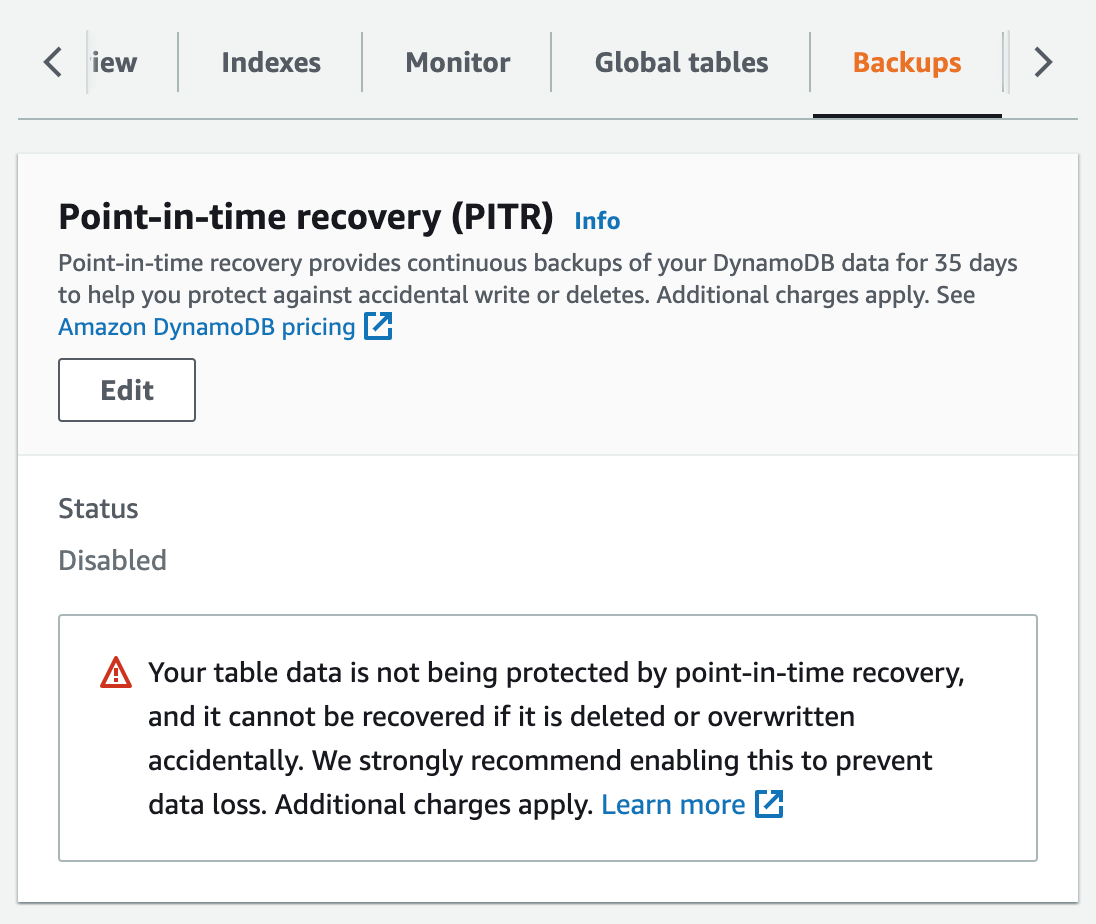 iew
Indexes
Monitor
Global tables
Backups
Point-in-time recovery (PITR) Info
Point-in-time recovery provides continuous backups of your DynamoDB data for 35 days
to help you protect against accidental write or deletes. Additional charges apply. See
Amazon DynamoDB pricing
Edit
Status
Disabled
Your table data is not being protected by point-in-time recovery,
and it cannot be recovered if it is deleted or overwritten
accidentally. We strongly recommend enabling this to prevent
data loss. Additional charges apply. Learn more